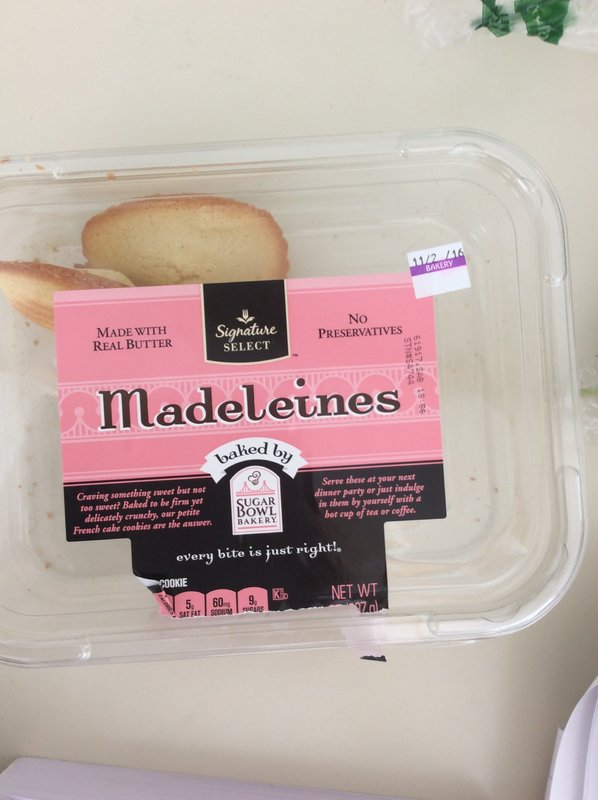 11/2 /16
BAKERY
MADE WITH
REAL BUTTER
Signature
SELECT
™
NO
PRESERVATIVES
Madeleines
baked by
SUGAR
BOWL
BAKERY
Craving something sweet but not
too sweet? Baked to be firm yet
delicately crunchy, our petite
French cake cookies are the answer.
Serve these at your next
dinner party or just indulge
in them by yourself with a
hot cup of tea or coffee.
every bite is just right!®
COOKIE
5g
SAT FAT
60mg
SODIUM
9g
SUGARS
K
D
NET WT